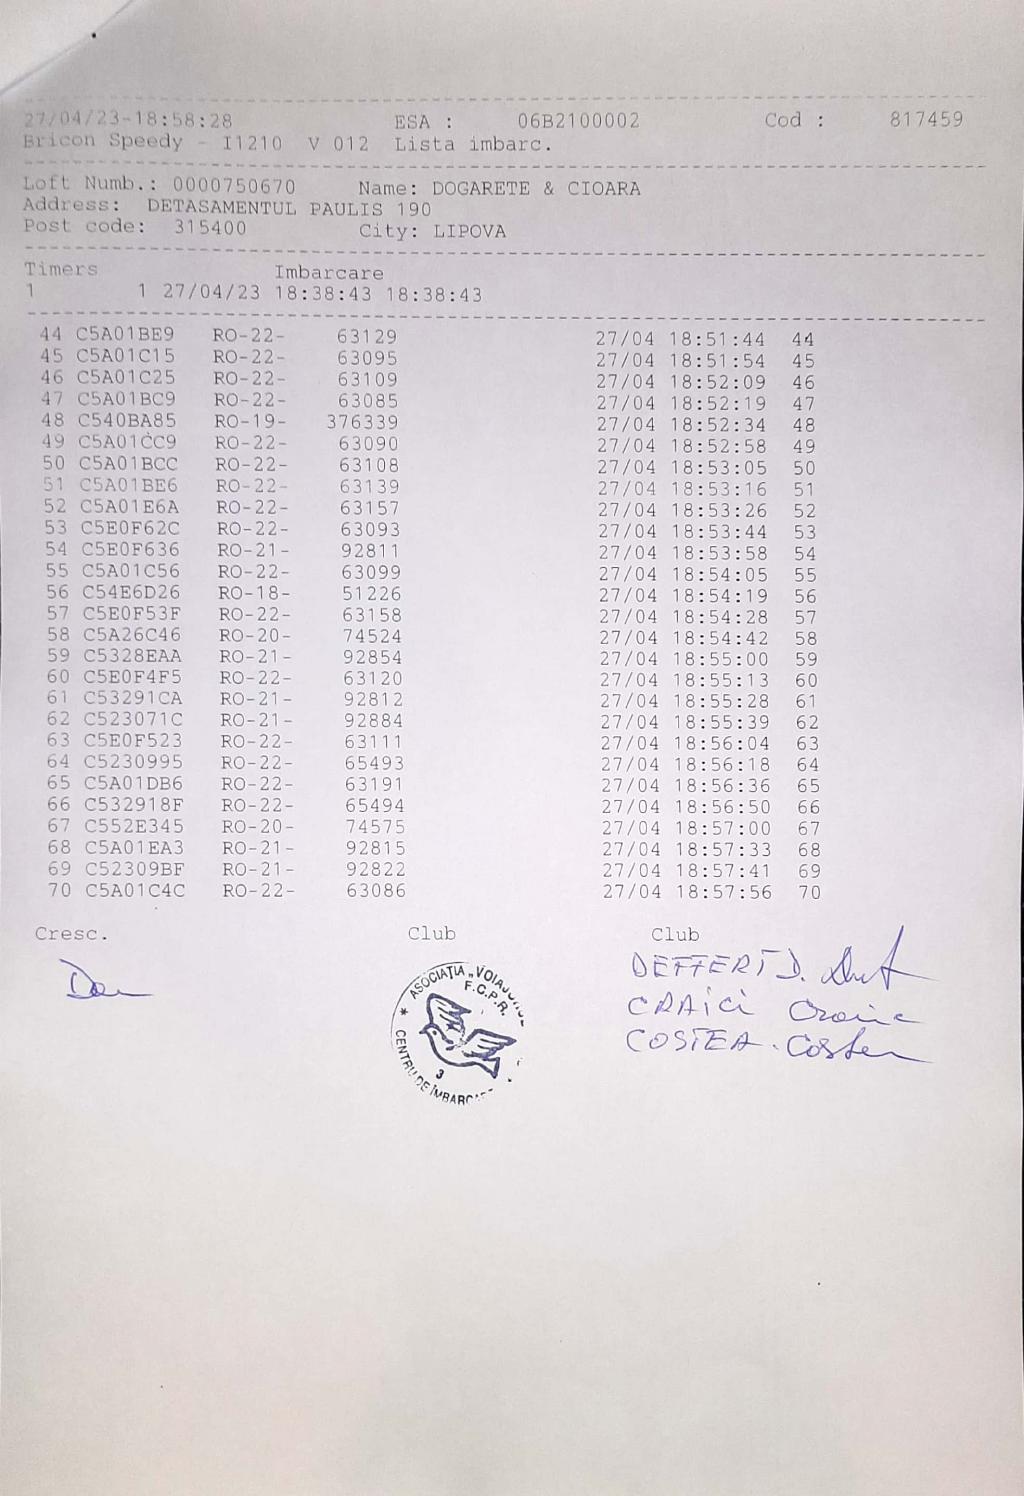 27/04/23-18:58:28 ESA : 06B2100002 Cod : 817459
Bricon Speedy - I1210 V 012 Lista imbarc.
Loft Numb.: 0000750670 Name: DOGARETE & CIOARA
Address: DETASAMENTUL PAULIS 190
Post code: 315400 City: LIPOVA
Timers Imbarcare
1 1 27/04/23 18:38:43 18:38:43
44 C5A01BE9 RO-22- 63129 27/04 18:51:44 44
45 C5A01C15 RO-22- 63095 27/04 18:51:54 45
46 C5A01C25 RO-22- 63109 27/04 18:52:09 46
47 C5A01BC9 RO-22- 63085 27/04 18:52:19 47
48 C540BA85 RO-19- 376339 27/04 18:52:34 48
49 C5A01CC9 RO-22- 63090 27/04 18:52:58 49
50 C5A01BCC RO-22- 63108 27/04 18:53:05 50
51 C5A01BE6 RO-22- 63139 27/04 18:53:16 51
52 C5A01E6A RO-22- 63157 27/04 18:53:26 52
53 C5E0F62C RO-22- 63093 27/04 18:53:44 53
54 C5E0F636 RO-21- 92811 27/04 18:53:58 54
55 C5A01C56 RO-22- 63099 27/04 18:54:05 55
56 C54E6D26 RO-18- 51226 27/04 18:54:19 56
57 C5E0F53F RO-22- 63158 27/04 18:54:28 57
58 C5A26C46 RO-20- 74524 27/04 18:54:42 58
59 C5328EAA RO-21- 92854 27/04 18:55:00 59
60 C5E0F4F5 RO-22- 63120 27/04 18:55:13 60
61 C53291CA RO-21- 92812 27/04 18:55:28 61
62 C523071C RO-21- 92884 27/04 18:55:39 62
63 C5E0F523 RO-22- 63111 27/04 18:56:04 63
64 C5230995 RO-22- 65493 27/04 18:56:18 64
65 C5A01DB6 RO-22- 63191 27/04 18:56:36 65
66 C532918F RO-22- 65494 27/04 18:56:50 66
67 C552E345 RO-20- 74575 27/04 18:57:00 67
68 C5A01EA3 RO-21- 92815 27/04 18:57:33 68
69 C52309BF RO-21- 92822 27/04 18:57:41 69
70 C5A01C4C RO-22- 63086 27/04 18:57:56 70
Cresc. Club Club
ASOCIAŢIA „VOIAJORUL
F.C.P.R.
3
CENTRU DE ÎMBARCARE
DEFFERT D.
CRAICI
COSTEA. Costea